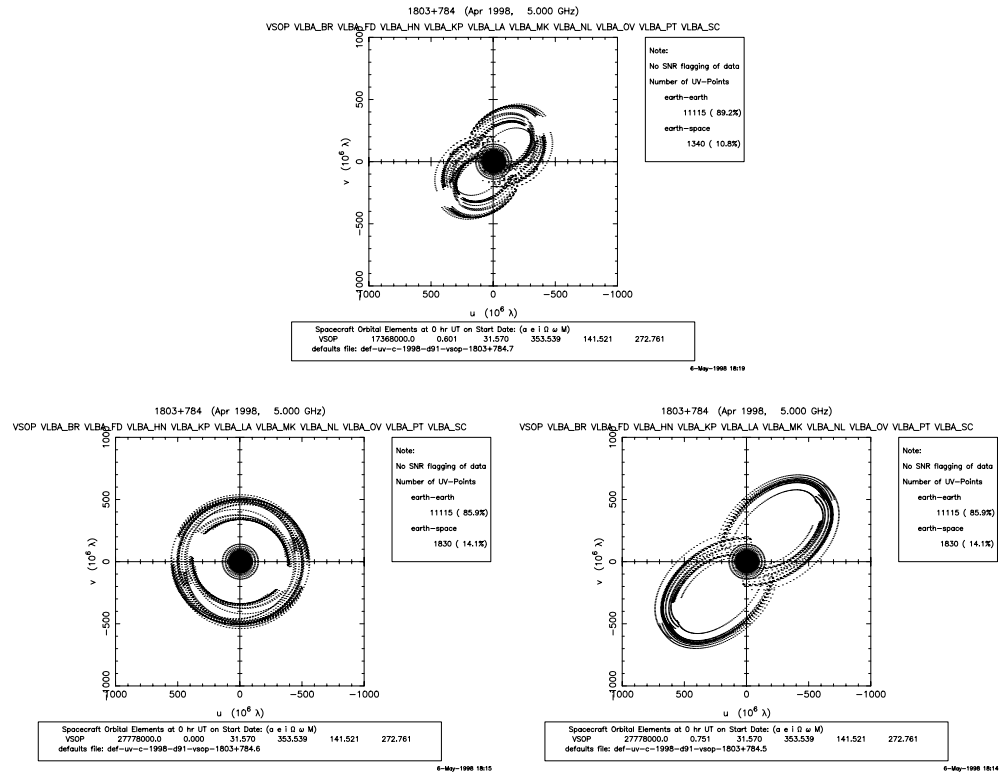 1803+784 (Apr 1998, 5.000 GHz)
VSOP VLBA_BR VLBA_FD VLBA_HN VLBA_KP VLBA_LA VLBA_MK VLBA_NL VLBA_OV VLBA_PT VLBA_SC
Note:
No SNR flagging of data
Number of UV-Points
earth-earth
11115 ( 89.2%)
earth-space
1340 ( 10.8%)
1000
500
0
-500
-1000
v (10⁶ λ)
1000 500 0 -500 -1000
u (10⁶ λ)
Spacecraft Orbital Elements at 0 hr UT on Start Date: (a e i Ω ω M)
VSOP 17368000.0 0.601 31.570 353.539 141.521 272.761
defaults file: def-uv-c-1998-d91-vsop-1803+784.7
6-May-1998 18:19
1803+784 (Apr 1998, 5.000 GHz)
VSOP VLBA_BR VLBA_FD VLBA_HN VLBA_KP VLBA_LA VLBA_MK VLBA_NL VLBA_OV VLBA_PT VLBA_SC
Note:
No SNR flagging of data
Number of UV-Points
earth-earth
11115 ( 85.9%)
earth-space
1830 ( 14.1%)
1000
500
0
-500
-1000
v (10⁶ λ)
1000 500 0 -500 -1000
u (10⁶ λ)
Spacecraft Orbital Elements at 0 hr UT on Start Date: (a e i Ω ω M)
VSOP 27778000.0 0.000 31.570 353.539 141.521 272.761
defaults file: def-uv-c-1998-d91-vsop-1803+784.6
6-May-1998 18:15
1803+784 (Apr 1998, 5.000 GHz)
VSOP VLBA_BR VLBA_FD VLBA_HN VLBA_KP VLBA_LA VLBA_MK VLBA_NL VLBA_OV VLBA_PT VLBA_SC
Note:
No SNR flagging of data
Number of UV-Points
earth-earth
11115 ( 85.9%)
earth-space
1830 ( 14.1%)
1000
500
0
-500
-1000
v (10⁶ λ)
1000 500 0 -500 -1000
u (10⁶ λ)
Spacecraft Orbital Elements at 0 hr UT on Start Date: (a e i Ω ω M)
VSOP 27778000.0 0.751 31.570 353.539 141.521 272.761
defaults file: def-uv-c-1998-d91-vsop-1803+784.5
6-May-1998 18:14